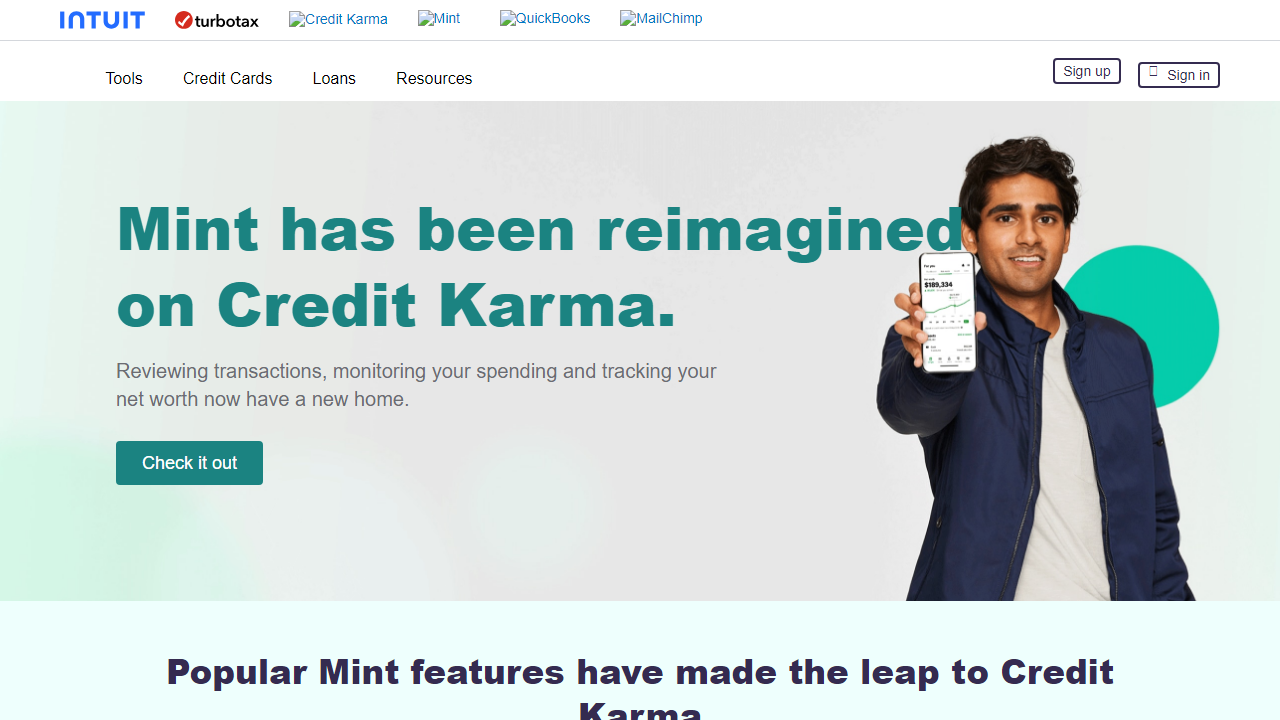 INTUIT turbotax Credit Karma Mint QuickBooks MailChimp
Tools Credit Cards Loans Resources Sign up Sign in
Mint has been reimagined
on Credit Karma.
$189,334
Reviewing transactions, monitoring your spending and tracking your
net worth now have a new home.
Check it out
Popular Mint features have made the leap to Credit
Karma